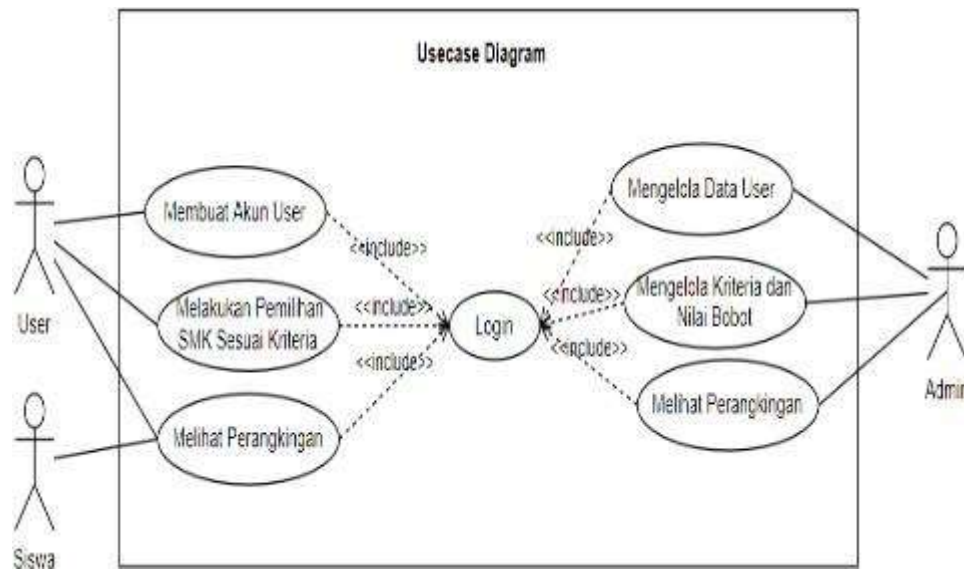 Usecase Diagram
Membuat Akun User
Mengelola Data User
<<include>>
<<include>>
User
Melakukan Pemilhan
SMK Sesuai Kriteria
<<include>>
Login
<<include>>
Mengelola Kriteria dan
Nilai Bobot
<<include>>
<<include>>
Admin
Melihat Perangkingan
Melihat Perangkingan
Siswa